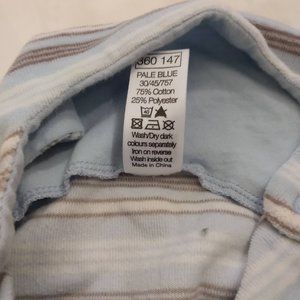 360 147
PALE BLUE
30/45/757
75% Cotton
25% Polyester
Wash/Dry dark
colours separately
Iron on reverse
Wash inside out
Made in China